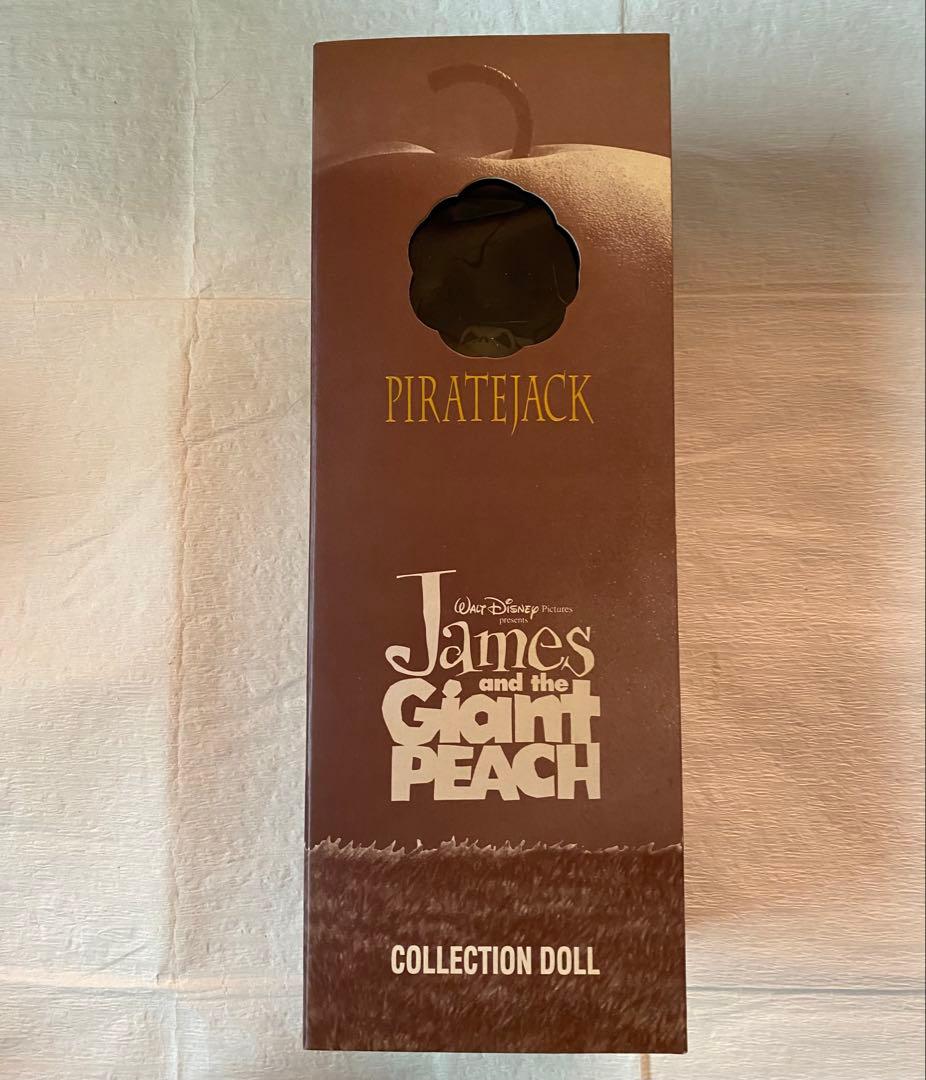 PIRATEJACK
WALT DISNEY Pictures
presents
James
and the
Giant
PEACH
COLLECTION DOLL